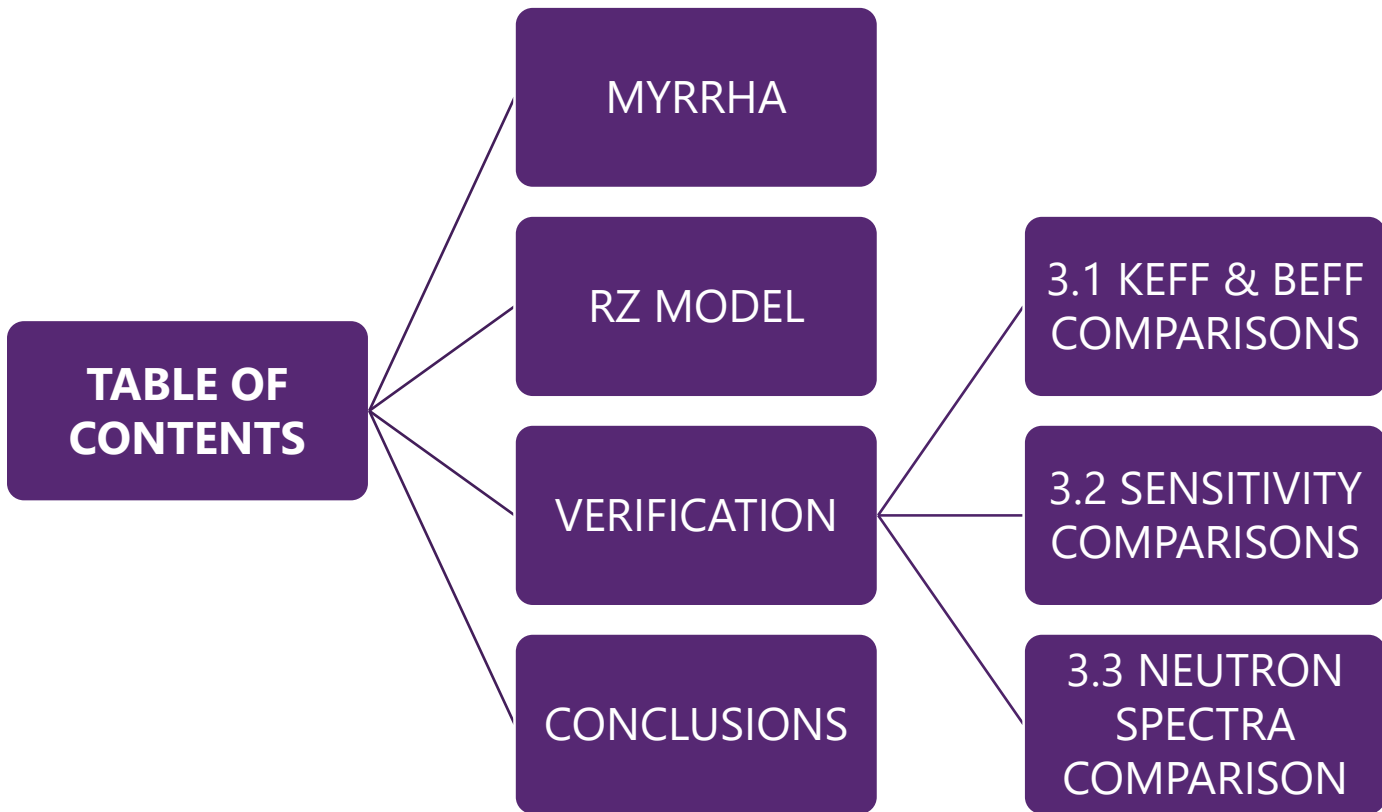 TABLE OF
CONTENTS
MYRRHA
RZ MODEL
VERIFICATION
3.1 KEFF & BEFF
COMPARISONS
3.2 SENSITIVITY
COMPARISONS
3.3 NEUTRON
SPECTRA
COMPARISON
CONCLUSIONS